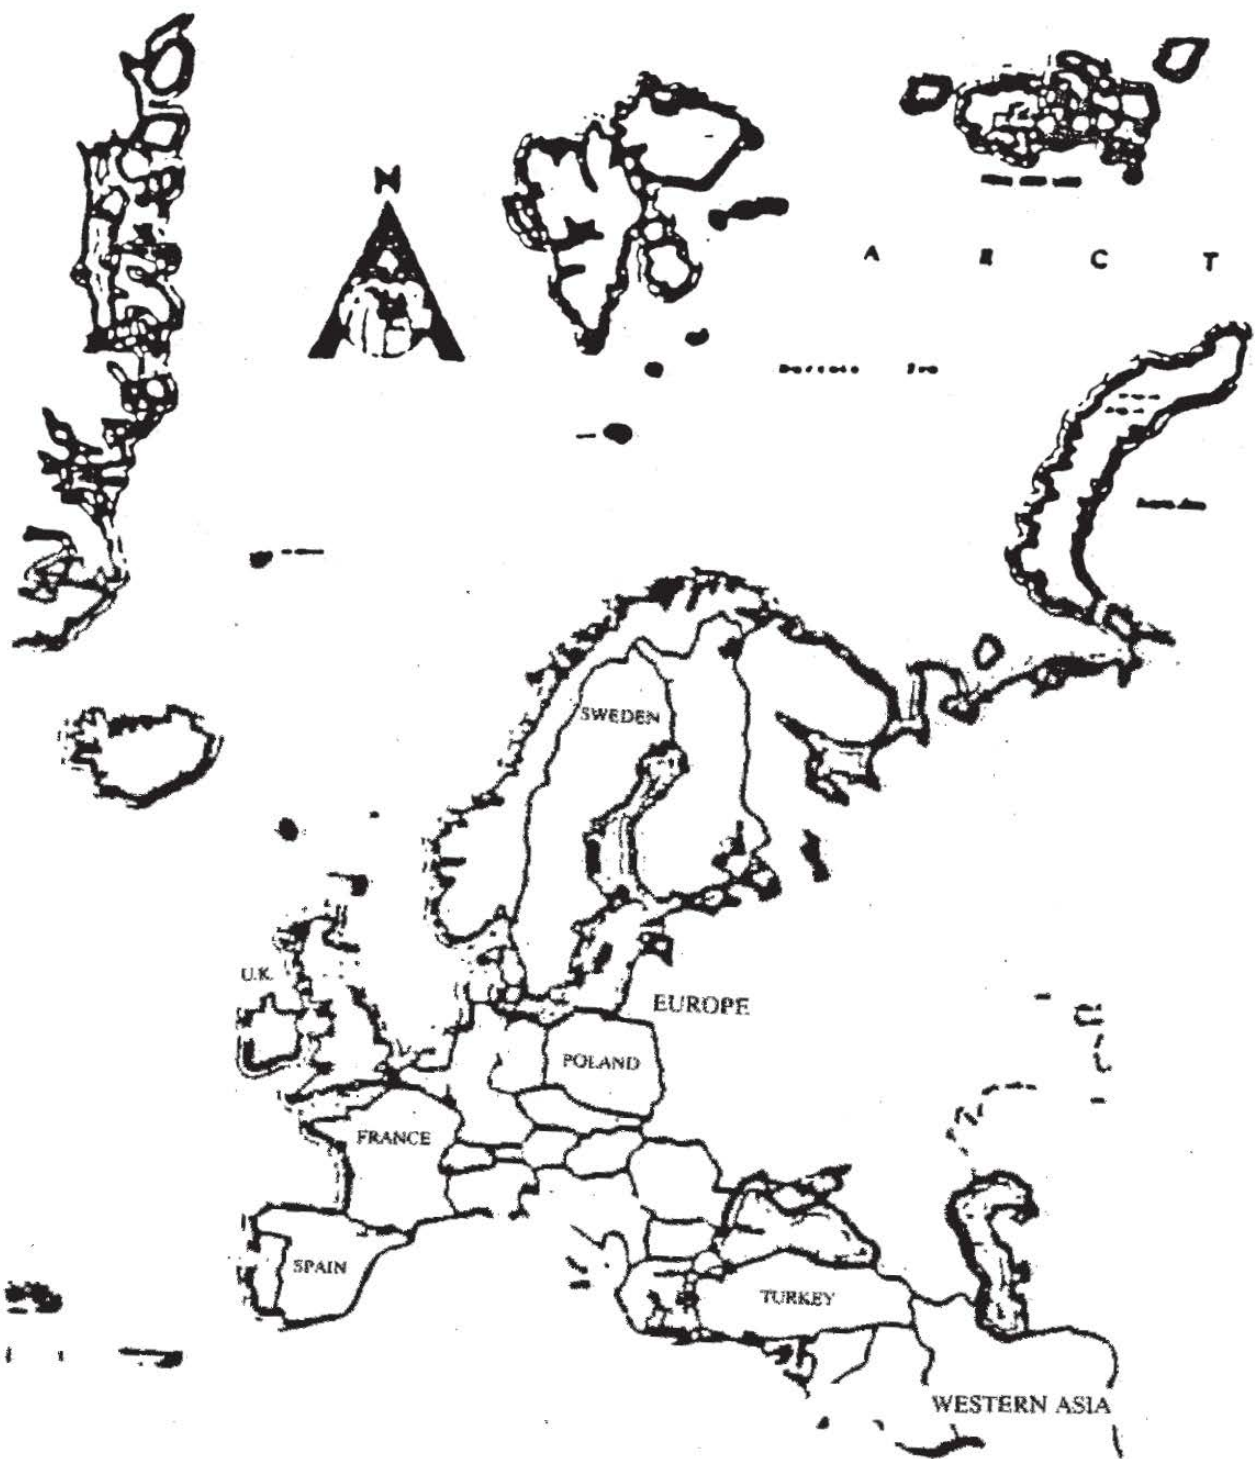 N
A R C T
SWEDEN
U.K.
EUROPE
POLAND
FRANCE
SPAIN
TURKEY
WESTERN ASIA